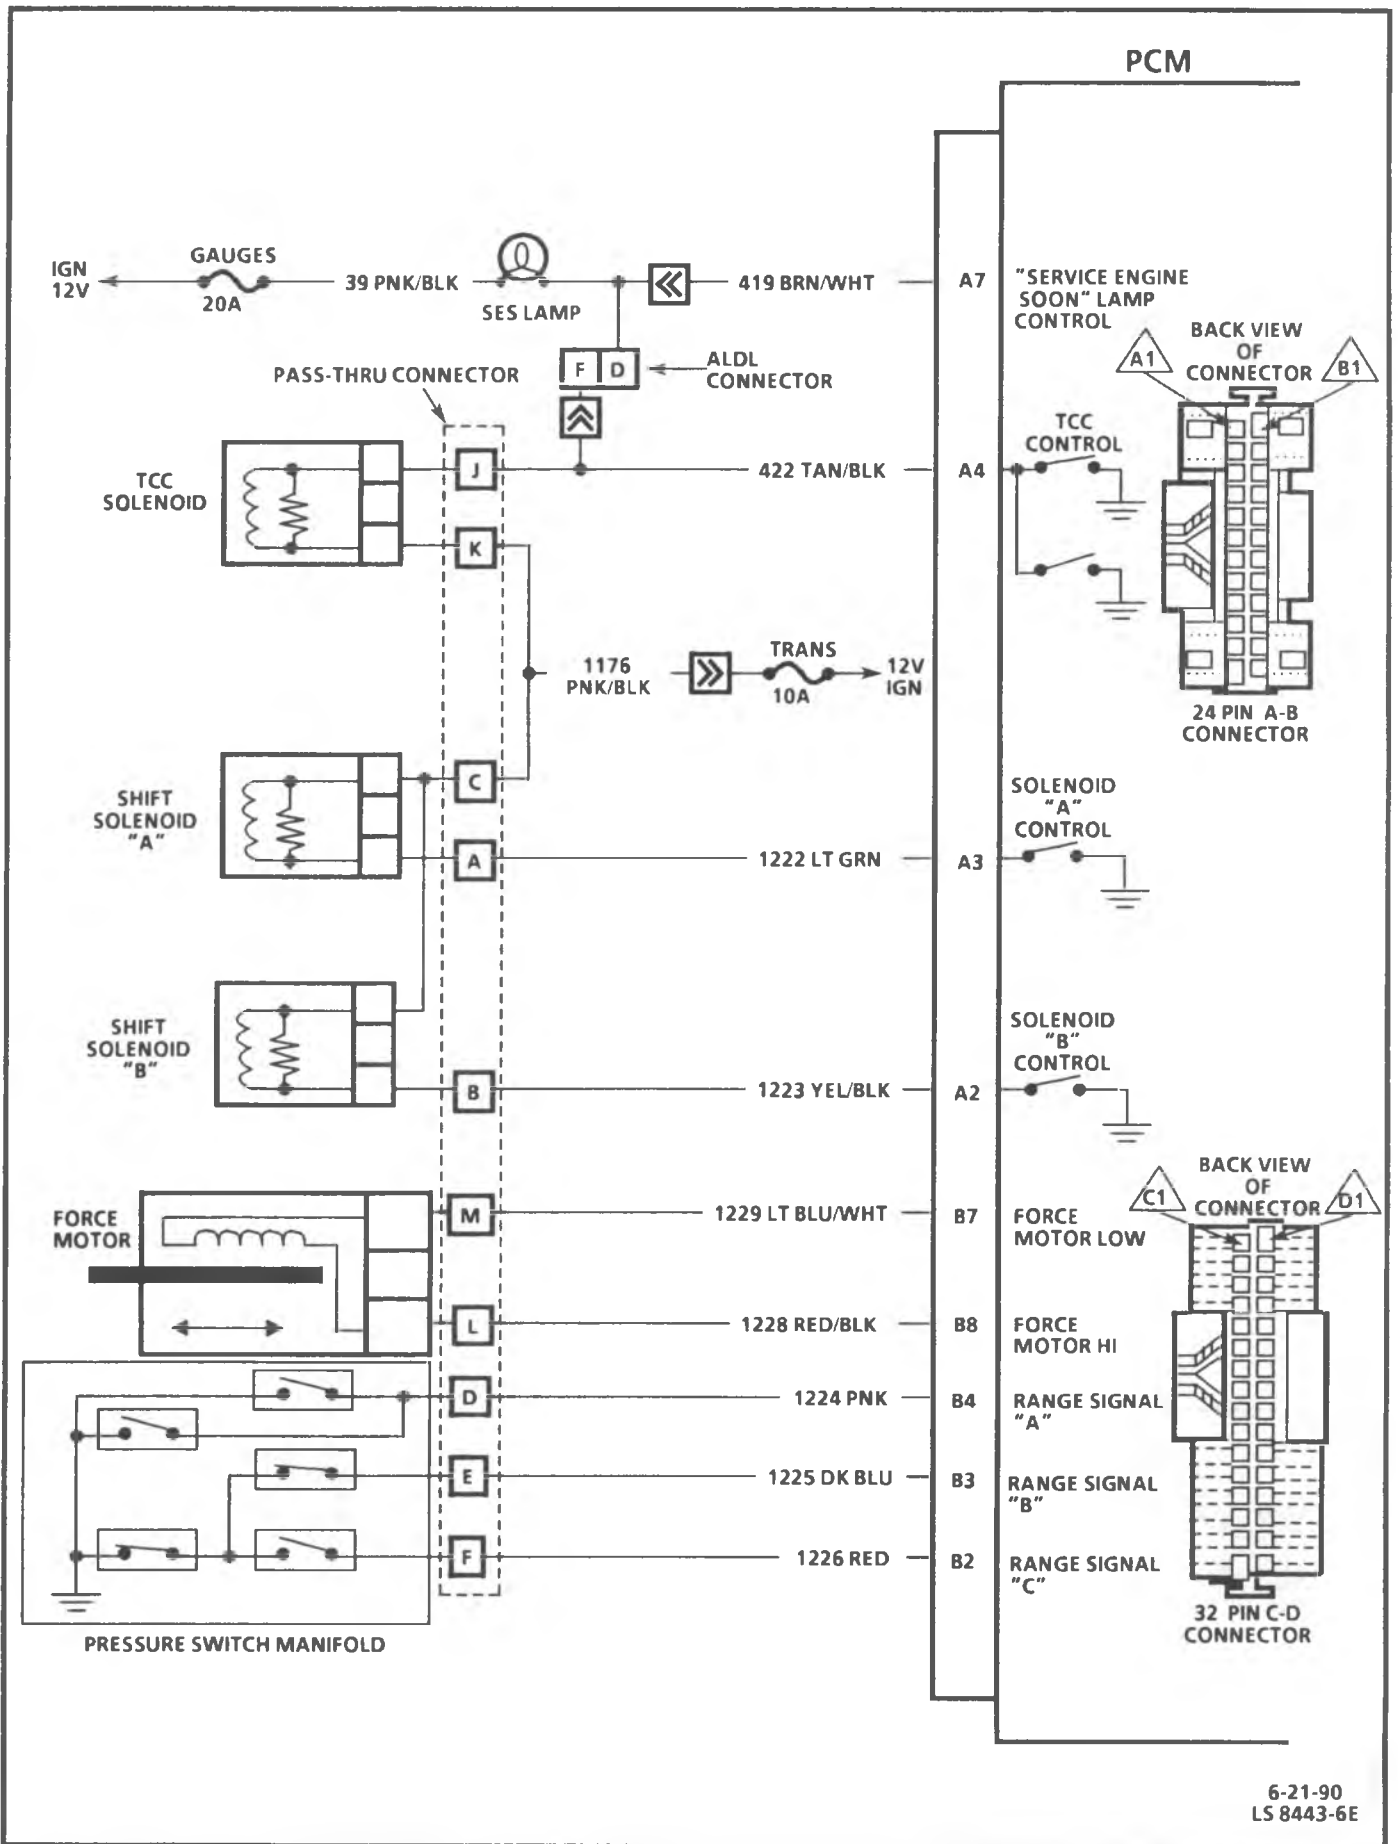 PCM
GAUGES
IGN
12V
20A
39 PNK/BLK
SES LAMP
419 BRN/WHT
A7
"SERVICE ENGINE
SOON" LAMP
CONTROL
BACK VIEW
OF
CONNECTOR
A1
B1
PASS-THRU CONNECTOR
F
D
ALDL
CONNECTOR
TCC
CONTROL
TCC
SOLENOID
J
422 TAN/BLK
A4
K
1176
PNK/BLK
TRANS
10A
12V
IGN
24 PIN A-B
CONNECTOR
SHIFT
SOLENOID
"A"
C
A
1222 LT GRN
A3
SOLENOID
"A"
CONTROL
SHIFT
SOLENOID
"B"
B
1223 YEL/BLK
A2
SOLENOID
"B"
CONTROL
BACK VIEW
OF
CONNECTOR
C1
D1
FORCE
MOTOR
M
1229 LT BLU/WHT
B7
FORCE
MOTOR LOW
L
1228 RED/BLK
B8
FORCE
MOTOR HI
D
1224 PNK
B4
RANGE SIGNAL
"A"
E
1225 DK BLU
B3
RANGE SIGNAL
"B"
F
1226 RED
B2
RANGE SIGNAL
"C"
32 PIN C-D
CONNECTOR
PRESSURE SWITCH MANIFOLD
6-21-90
LS 8443-6E